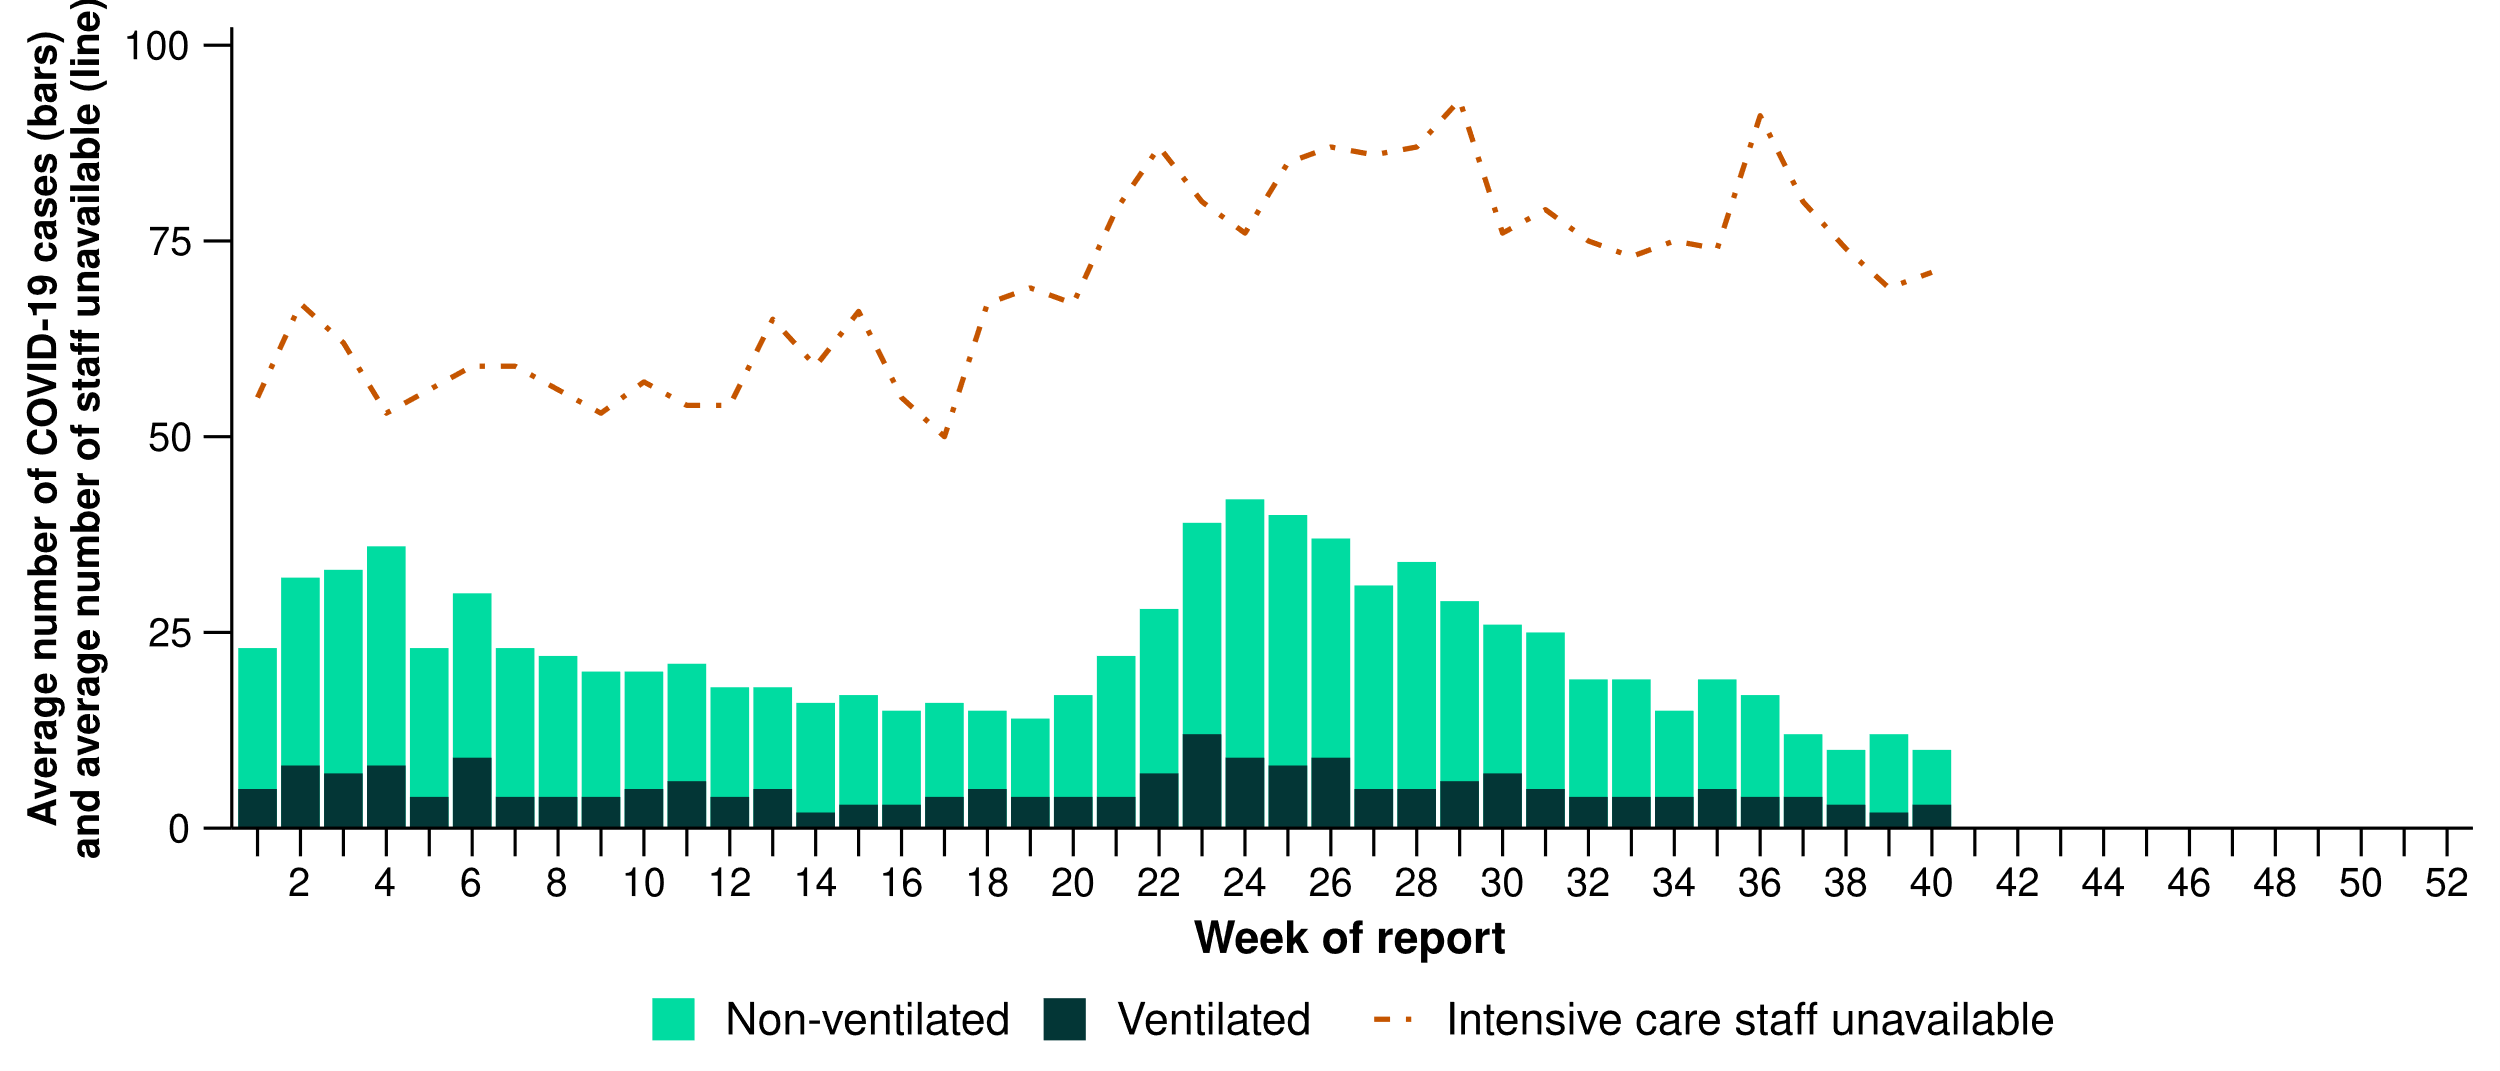 Average number of COVID-19 cases (bars)
and average number of staff unavailable (line)
100
75
50
25
0
2 4 6 8 10 12 14 16 18 20 22 24 26 28 30 32 34 36 38 40 42 44 46 48 50 52
Week of report
Non-ventilated Ventilated Intensive care staff unavailable